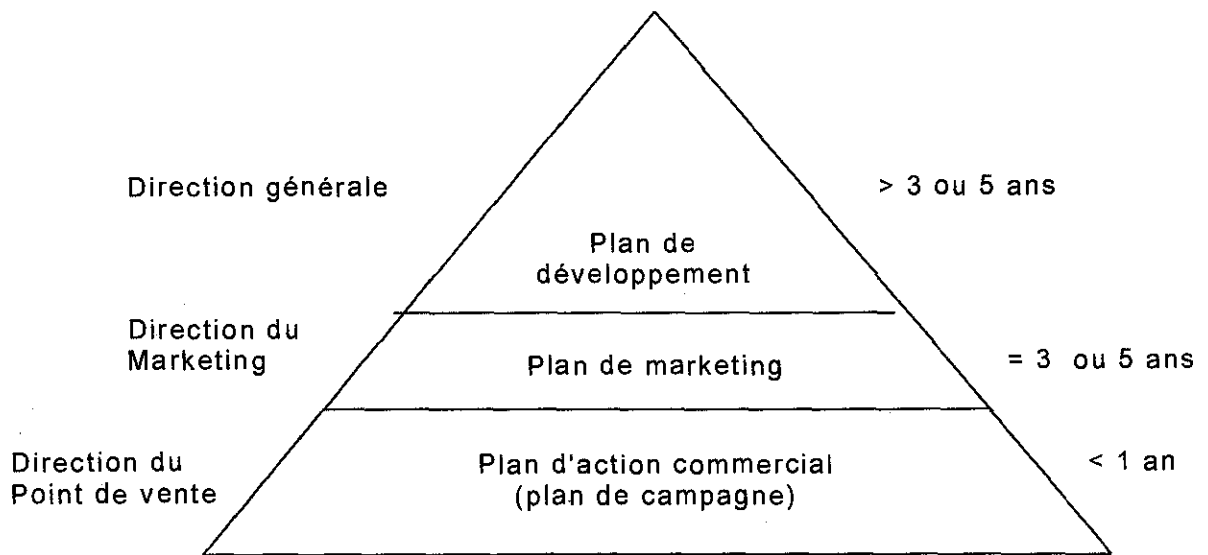 Direction générale
> 3 ou 5 ans
Plan de
développement
Direction du
Marketing
Plan de marketing
= 3 ou 5 ans
Direction du
Point de vente
Plan d'action commercial
(plan de campagne)
< 1 an